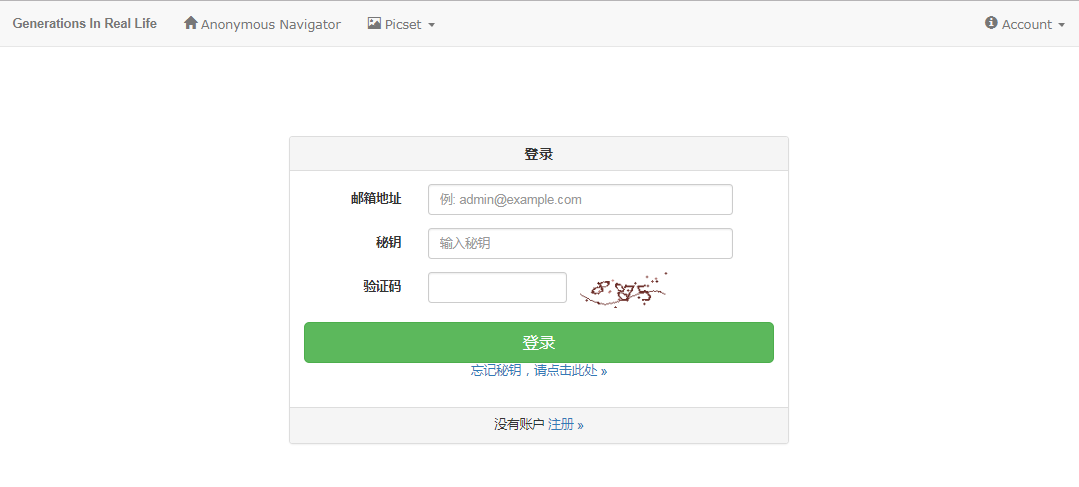 Generations In Real Life Anonymous Navigator Picset Account
登录
邮箱地址 例: admin@example.com
秘钥 输入秘钥
验证码
登录
忘记秘钥，请点击此处 »
没有账户 注册 »